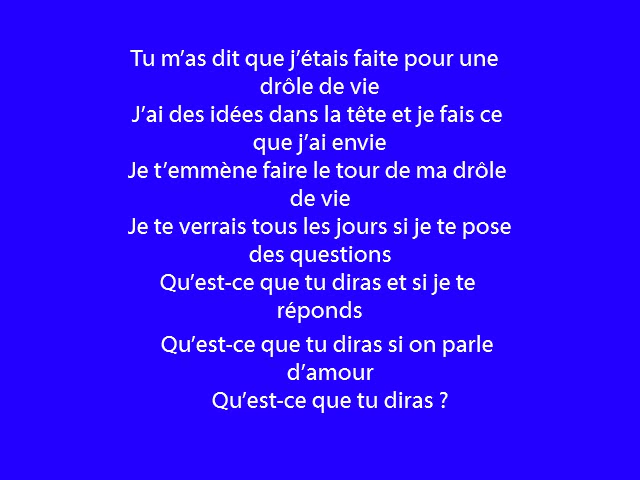 Tu m’as dit que j’étais faite pour une
drôle de vie
J’ai des idées dans la tête et je fais ce
que j’ai envie
Je t’emmène faire le tour de ma drôle
de vie
Je te verrais tous les jours si je te pose
des questions
Qu’est-ce que tu diras et si je te
réponds
Qu’est-ce que tu diras si on parle
d’amour
Qu’est-ce que tu diras ?